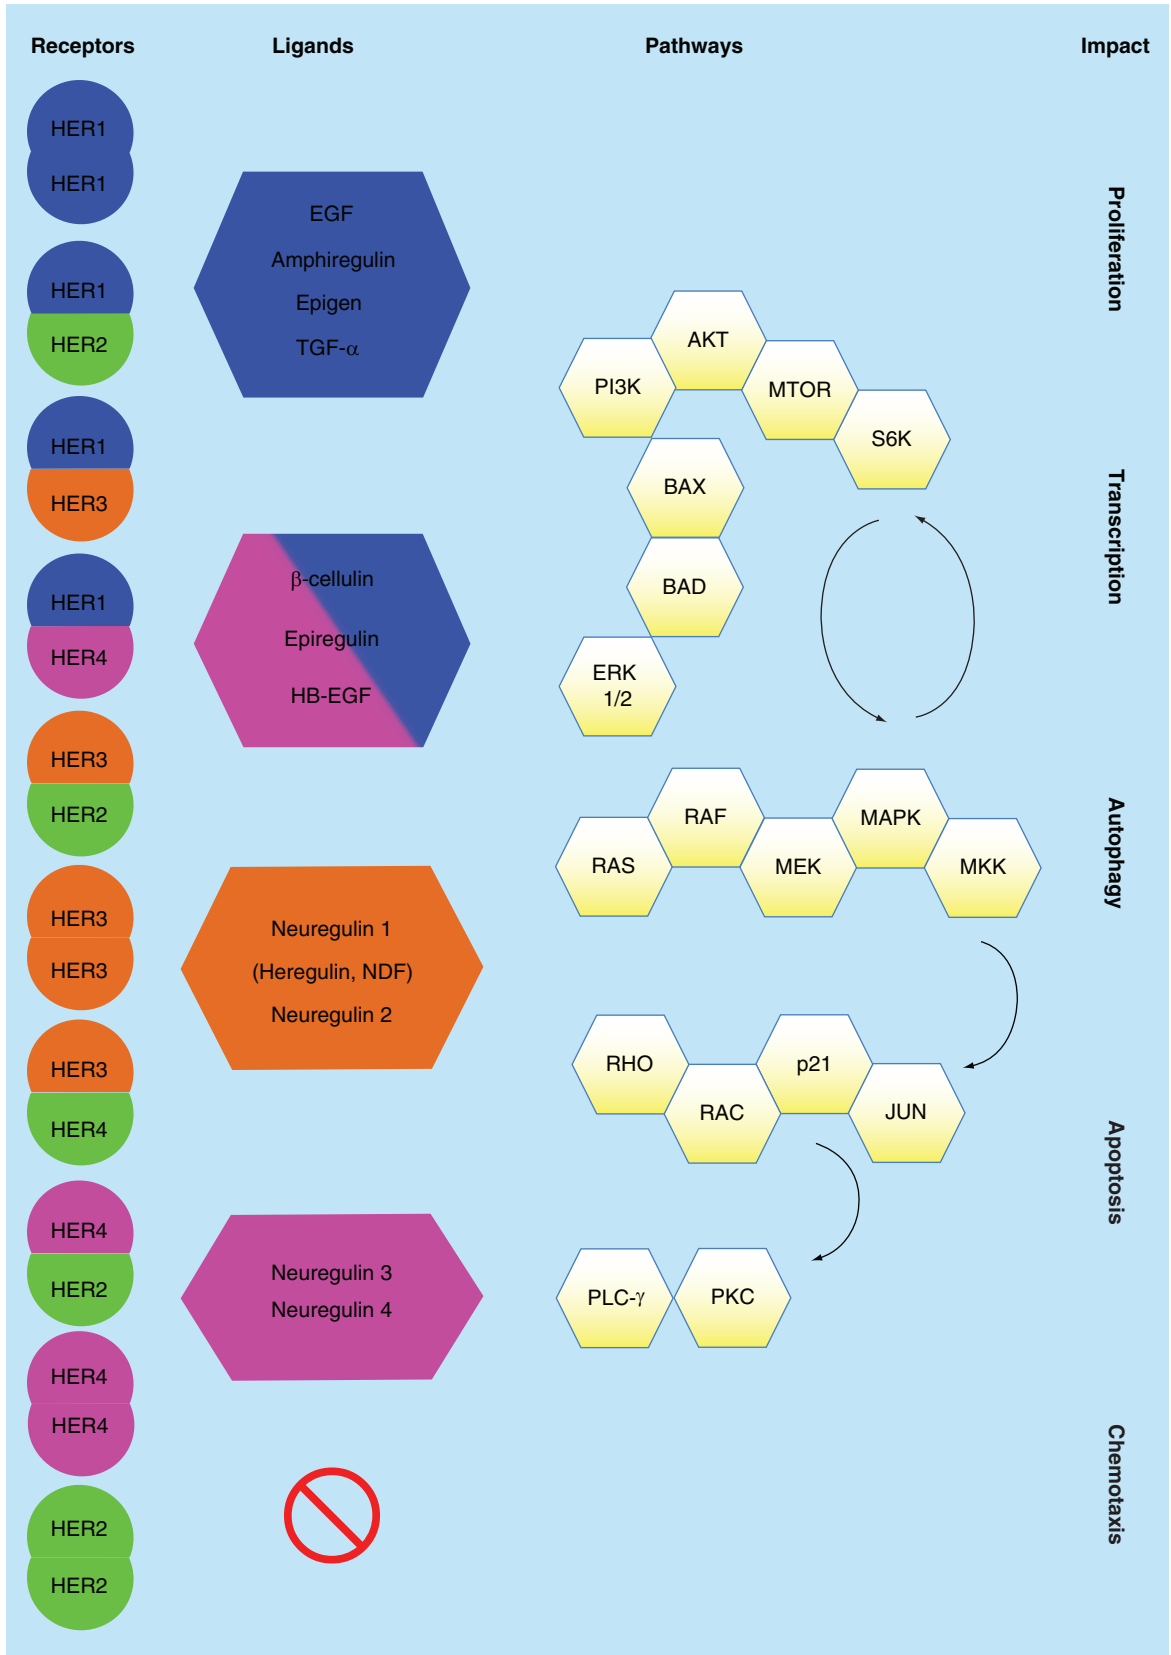 Receptors
Ligands
Pathways
Impact
HER1
HER1
HER1
HER2
HER1
HER3
HER1
HER4
HER3
HER2
HER3
HER3
HER3
HER4
HER4
HER2
HER4
HER4
HER2
HER2
EGF
Amphiregulin
Epigen
TGF-α
β-cellulin
Epiregulin
HB-EGF
Neuregulin 1
(Heregulin, NDF)
Neuregulin 2
Neuregulin 3
Neuregulin 4
PI3K
AKT
MTOR
S6K
BAX
BAD
ERK
1/2
RAS
RAF
MEK
MAPK
MKK
RHO
RAC
p21
JUN
PLC-γ
PKC
Proliferation
Transcription
Autophagy
Apoptosis
Chemotaxis